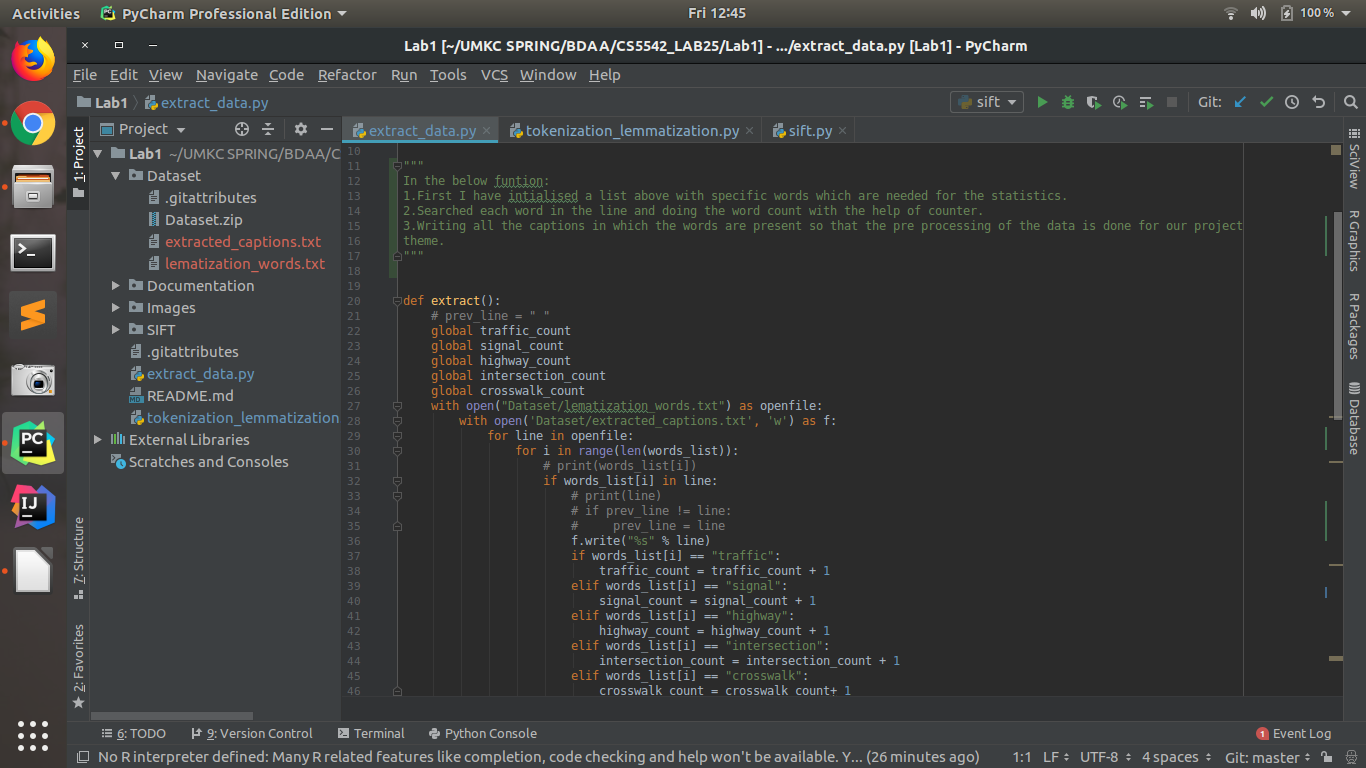 Activities PyCharm Professional Edition Fri 12:45 100%
Lab1 [~/UMKC SPRING/BDAA/CS5542_LAB25/Lab1] - .../extract_data.py [Lab1] - PyCharm
File Edit View Navigate Code Refactor Run Tools VCS Window Help
Lab1 extract_data.py sift Git:
Project extract_data.py tokenization_lemmatization.py sift.py
1: Project
7: Structure
2: Favorites
Lab1 ~/UMKC SPRING/BDAA/C
Dataset
.gitattributes
Dataset.zip
extracted_captions.txt
lematization_words.txt
Documentation
Images
SIFT
.gitattributes
extract_data.py
README.md
tokenization_lemmatization
External Libraries
Scratches and Consoles
10
11 """
12 In the below funtion:
13 1.First I have intialised a list above with specific words which are needed for the statistics.
14 2.Searched each word in the line and doing the word count with the help of counter.
15 3.Writing all the captions in which the words are present so that the pre processing of the data is done for our project
16 theme.
17 """
18
19
20 def extract():
21 # prev_line = " "
22 global traffic_count
23 global signal_count
24 global highway_count
25 global intersection_count
26 global crosswalk_count
27 with open("Dataset/lematization_words.txt") as openfile:
28 with open('Dataset/extracted_captions.txt', 'w') as f:
29 for line in openfile:
30 for i in range(len(words_list)):
31 # print(words_list[i])
32 if words_list[i] in line:
33 # print(line)
34 # if prev_line != line:
35 # prev_line = line
36 f.write("%s" % line)
37 if words_list[i] == "traffic":
38 traffic_count = traffic_count + 1
39 elif words_list[i] == "signal":
40 signal_count = signal_count + 1
41 elif words_list[i] == "highway":
42 highway_count = highway_count + 1
43 elif words_list[i] == "intersection":
44 intersection_count = intersection_count + 1
45 elif words_list[i] == "crosswalk":
46 crosswalk_count = crosswalk_count+ 1
SciView
R Graphics
R Packages
Database
PC
IJ
6: TODO 9: Version Control Terminal Python Console 1 Event Log
No R interpreter defined: Many R related features like completion, code checking and help won't be available. Y... (26 minutes ago) 1:1 LF UTF-8 4 spaces Git: master